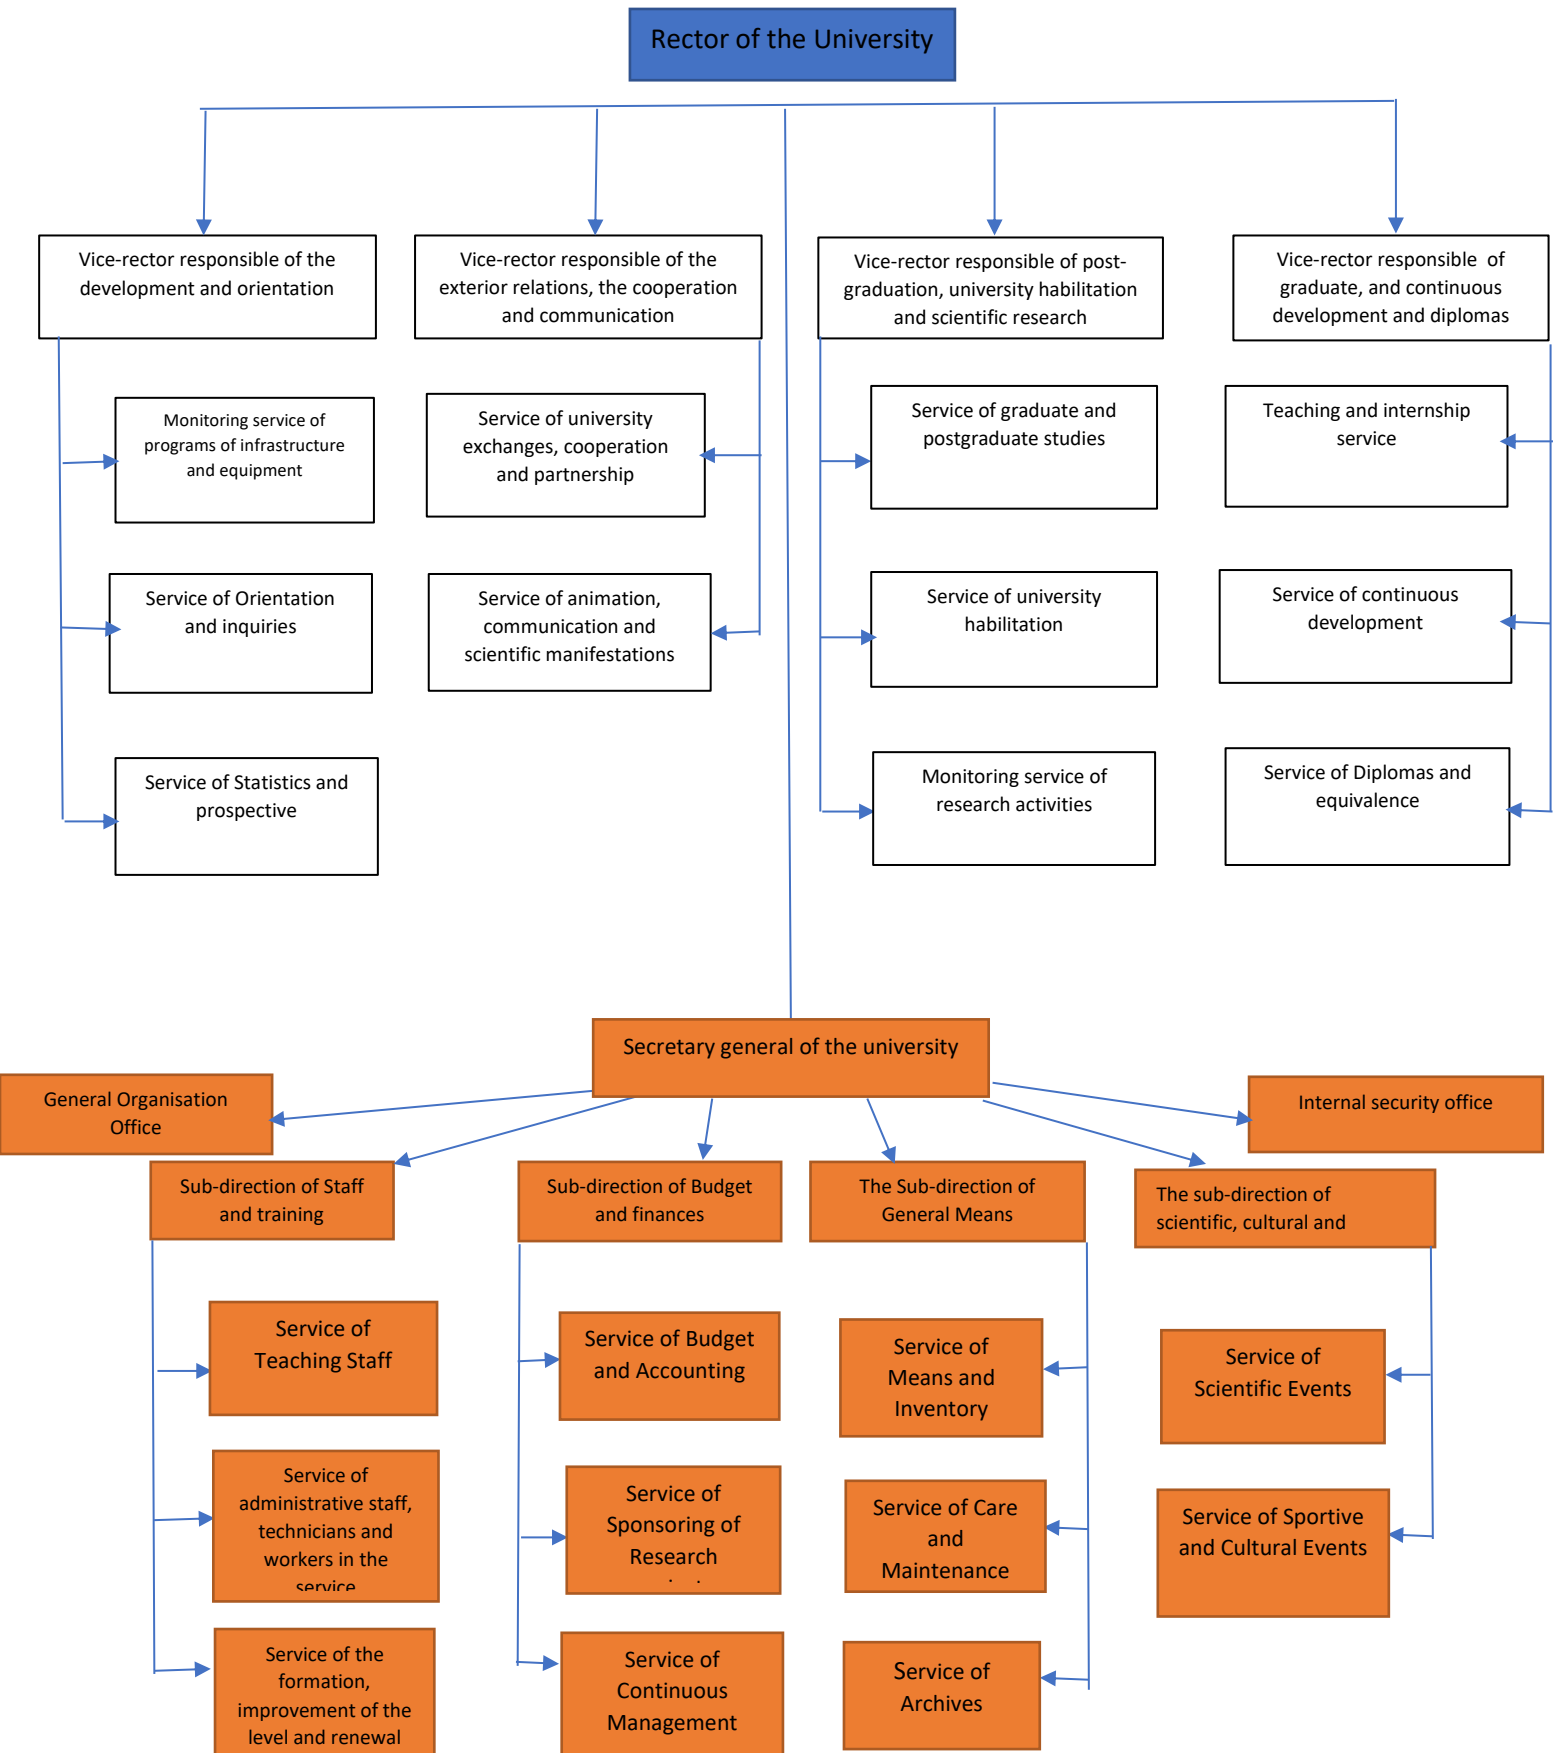 Rector of the University
Vice-rector responsible of the
development and orientation
Vice-rector responsible of the
exterior relations, the cooperation
and communication
Vice-rector responsible of post-
graduation, university habilitation
and scientific research
Vice-rector responsible  of
graduate, and continuous
development and diplomas
Monitoring service of
programs of infrastructure
and equipment
Service of university
exchanges, cooperation
and partnership
Service of graduate and
postgraduate studies
Teaching and internship
service
Service of Orientation
and inquiries
Service of animation,
communication and
scientific manifestations
Service of university
habilitation
Service of continuous
development
Service of Statistics and
prospective
Monitoring service of
research activities
Service of Diplomas and
equivalence
Secretary general of the university
General Organisation
Office
Internal security office
Sub-direction of Staff
and training
Sub-direction of Budget
and finances
The Sub-direction of
General Means
The sub-direction of
scientific, cultural and
Service of
Teaching Staff
Service of Budget
and Accounting
Service of
Means and
Inventory
Service of
Scientific Events
Service of
administrative staff,
technicians and
workers in the
service
Service of
Sponsoring of
Research
Service of Care
and
Maintenance
Service of Sportive
and Cultural Events
Service of the
formation,
improvement of the
level and renewal
Service of
Continuous
Management
Service of
Archives